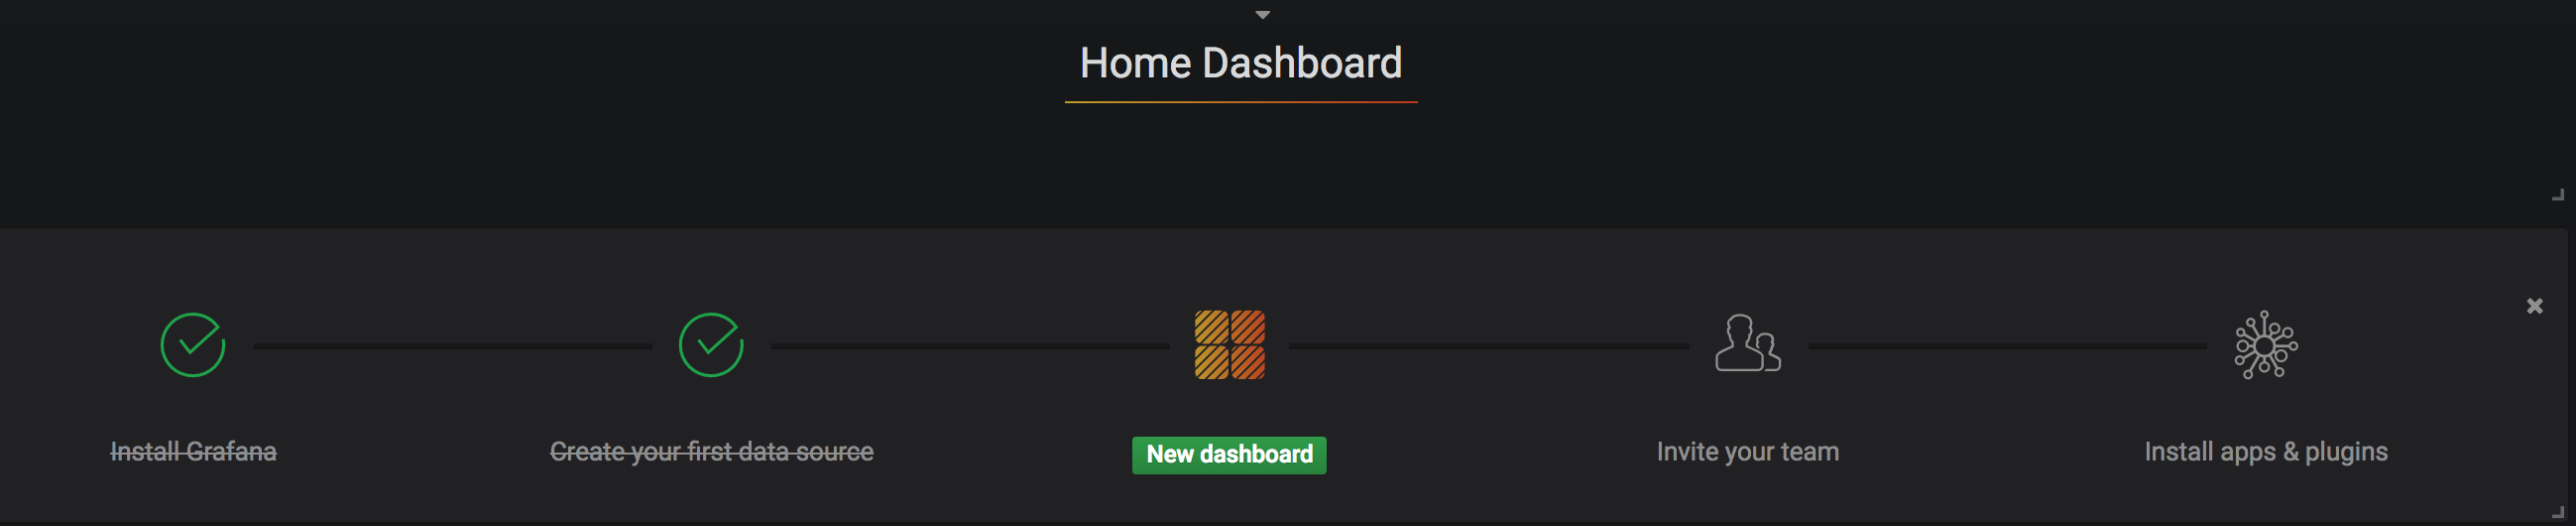 Home Dashboard
Install Grafana
Create your first data source
New dashboard
Invite your team
Install apps & plugins